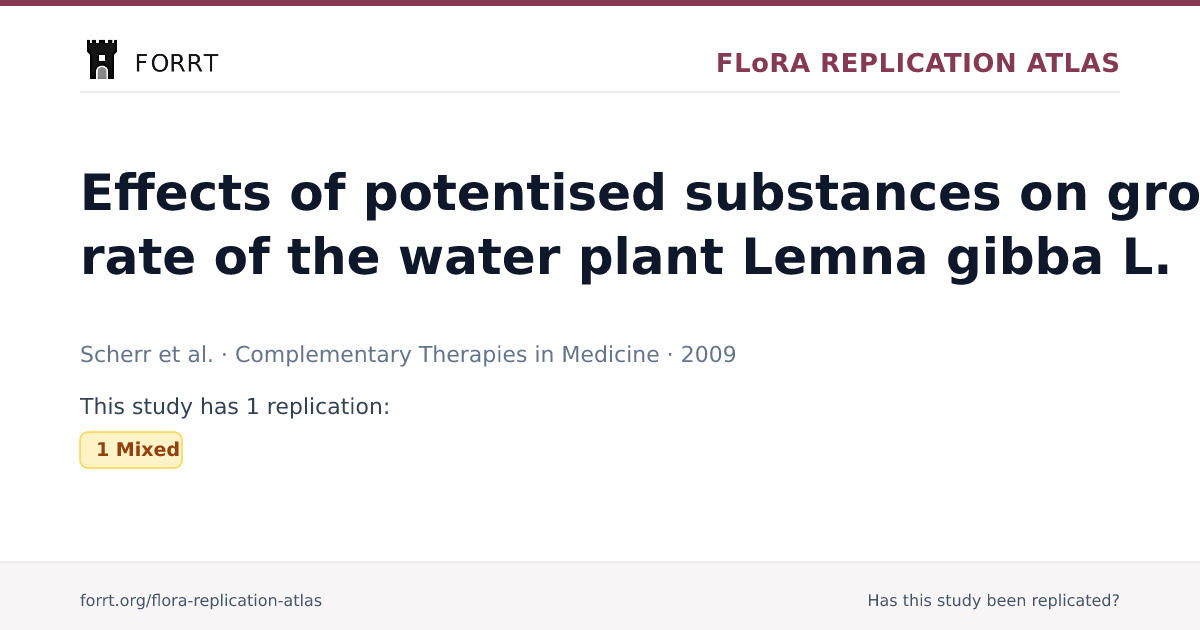 FORRT
FLoRA REPLICATION ATLAS
Effects of potentised substances on gro
rate of the water plant Lemna gibba L.
Scherr et al. · Complementary Therapies in Medicine · 2009
This study has 1 replication:
1 Mixed
forrt.org/flora-replication-atlas
Has this study been replicated?